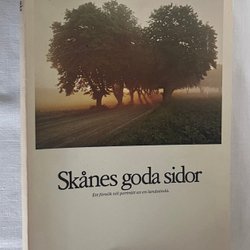 Skånes goda sidor
Ett försök till porträtt av en landsända.